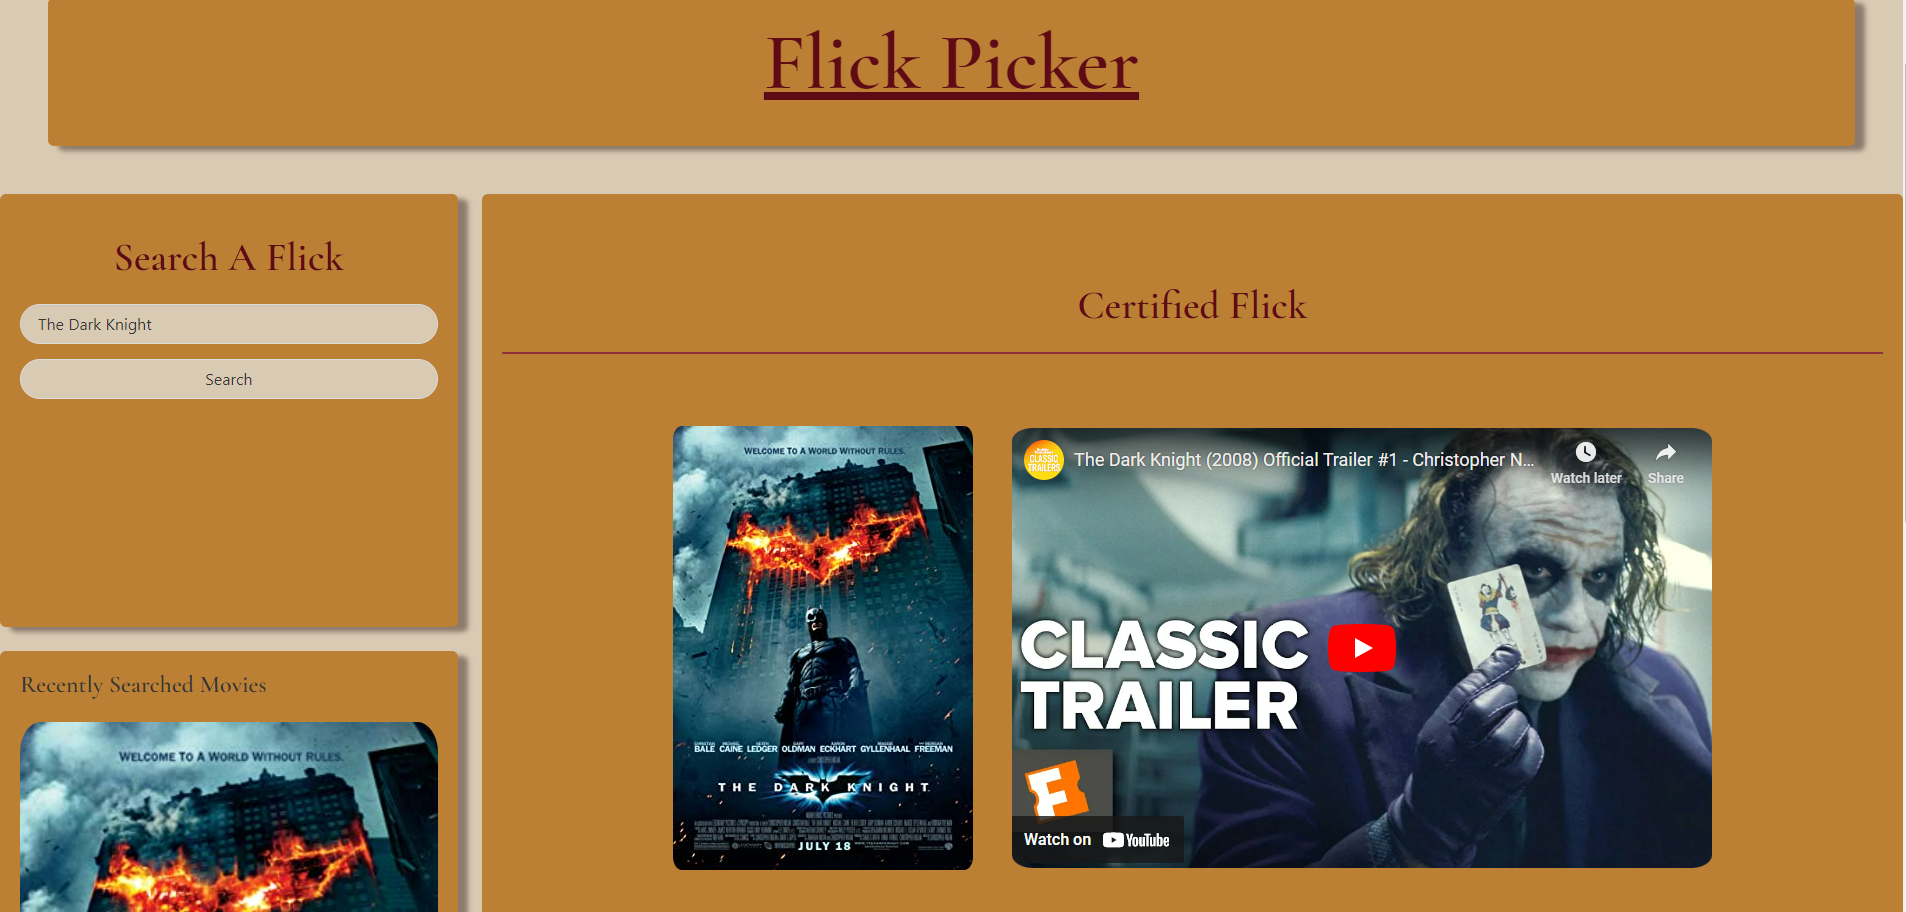 Flick Picker
Search A Flick
The Dark Knight
Search
Recently Searched Movies
WELCOME TO A WORLD WITHOUT RULES.
Certified Flick
WELCOME TO A WORLD WITHOUT RULES.
BALE CAINE LEDGER OLDMAN ECKHART GYLLENHAAL FREEMAN
THE DARK KNIGHT
JULY 18
CLASSIC
TRAILERS
The Dark Knight (2008) Official Trailer #1 - Christopher N...
Watch later
Share
CLASSIC
TRAILER
Watch on YouTube